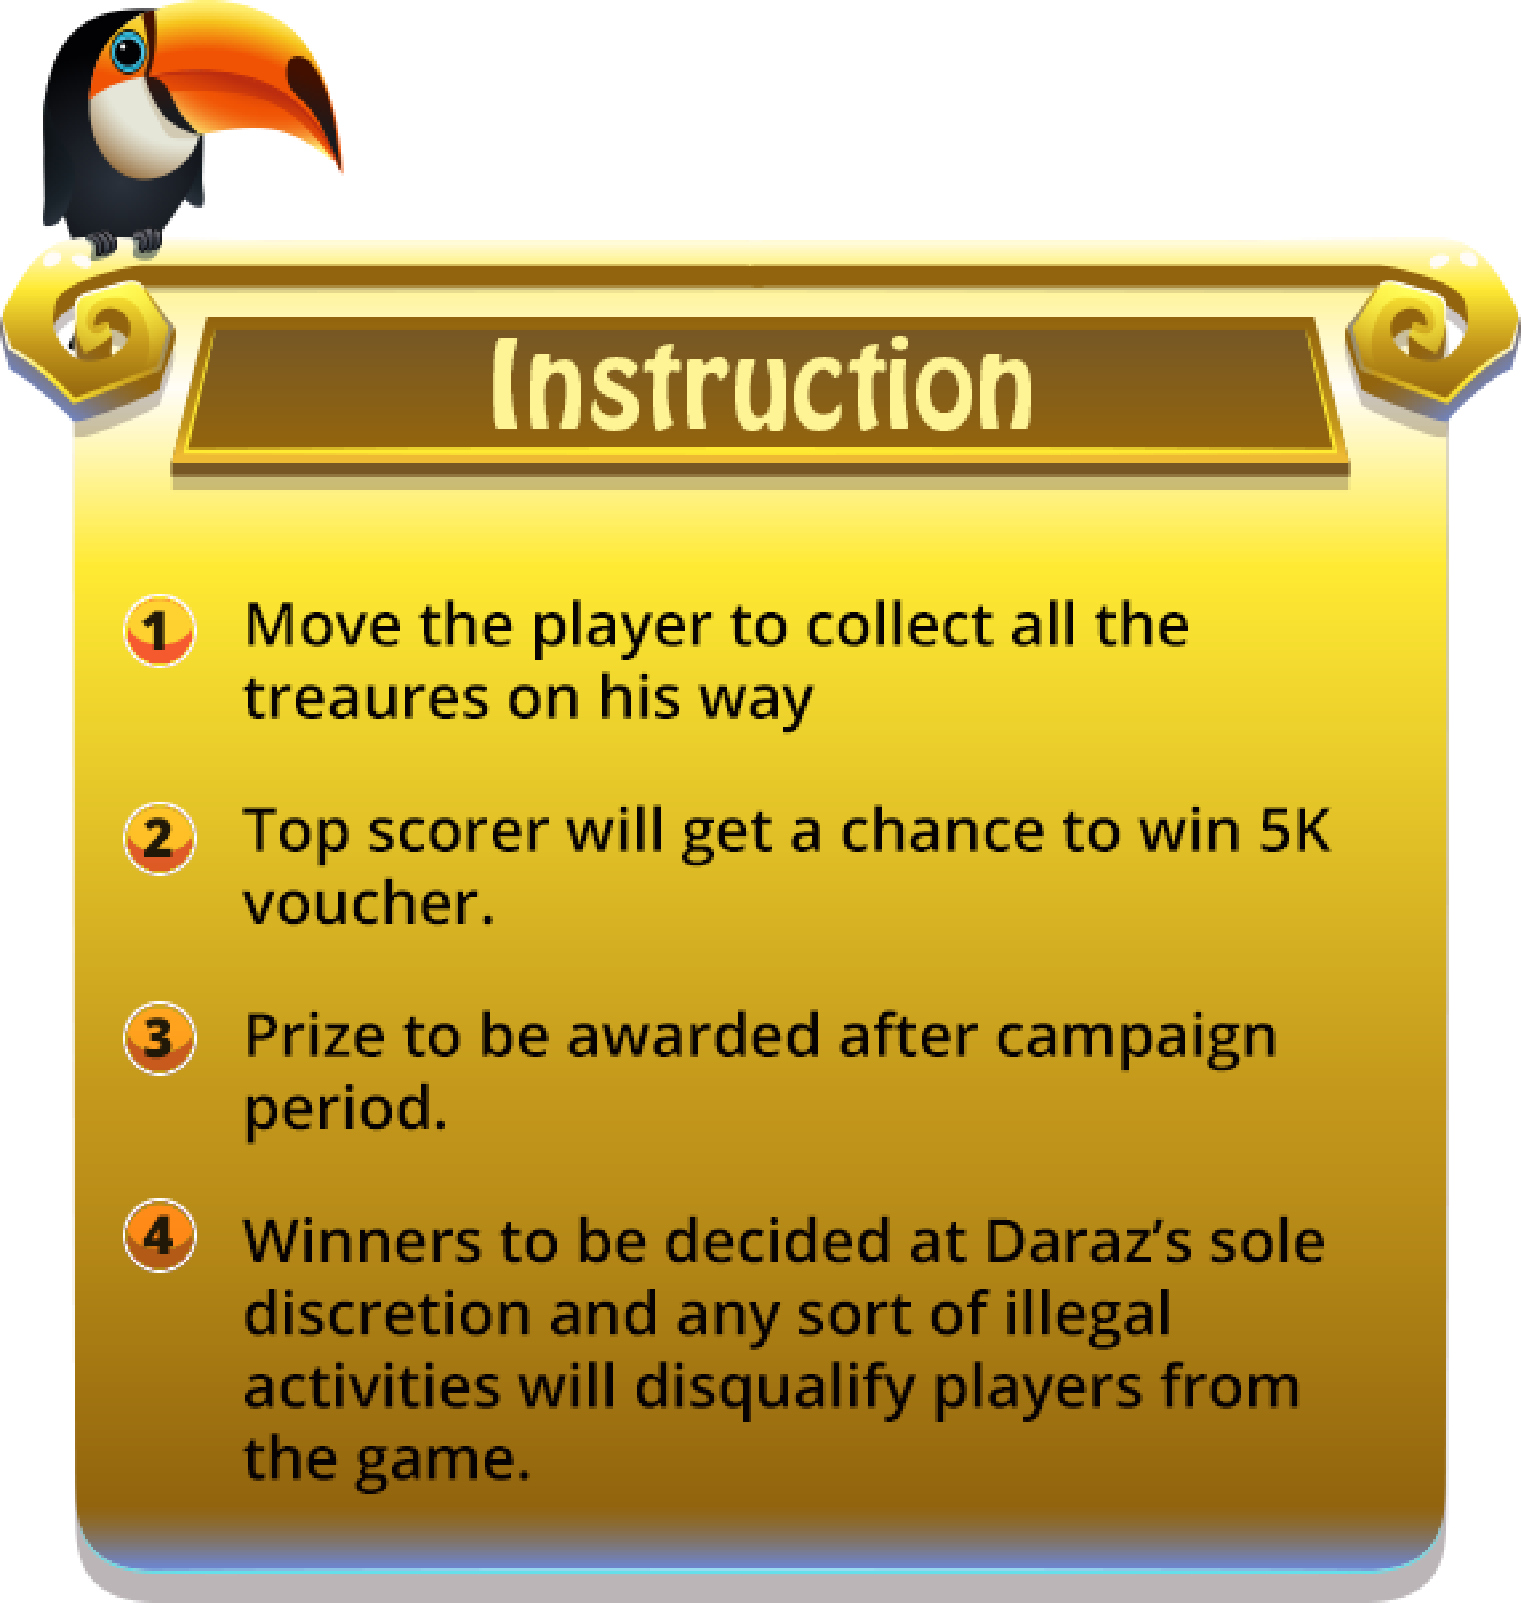 Instruction
1 Move the player to collect all the
treaures on his way
2 Top scorer will get a chance to win 5K
voucher.
3 Prize to be awarded after campaign
period.
4 Winners to be decided at Daraz’s sole
discretion and any sort of illegal
activities will disqualify players from
the game.